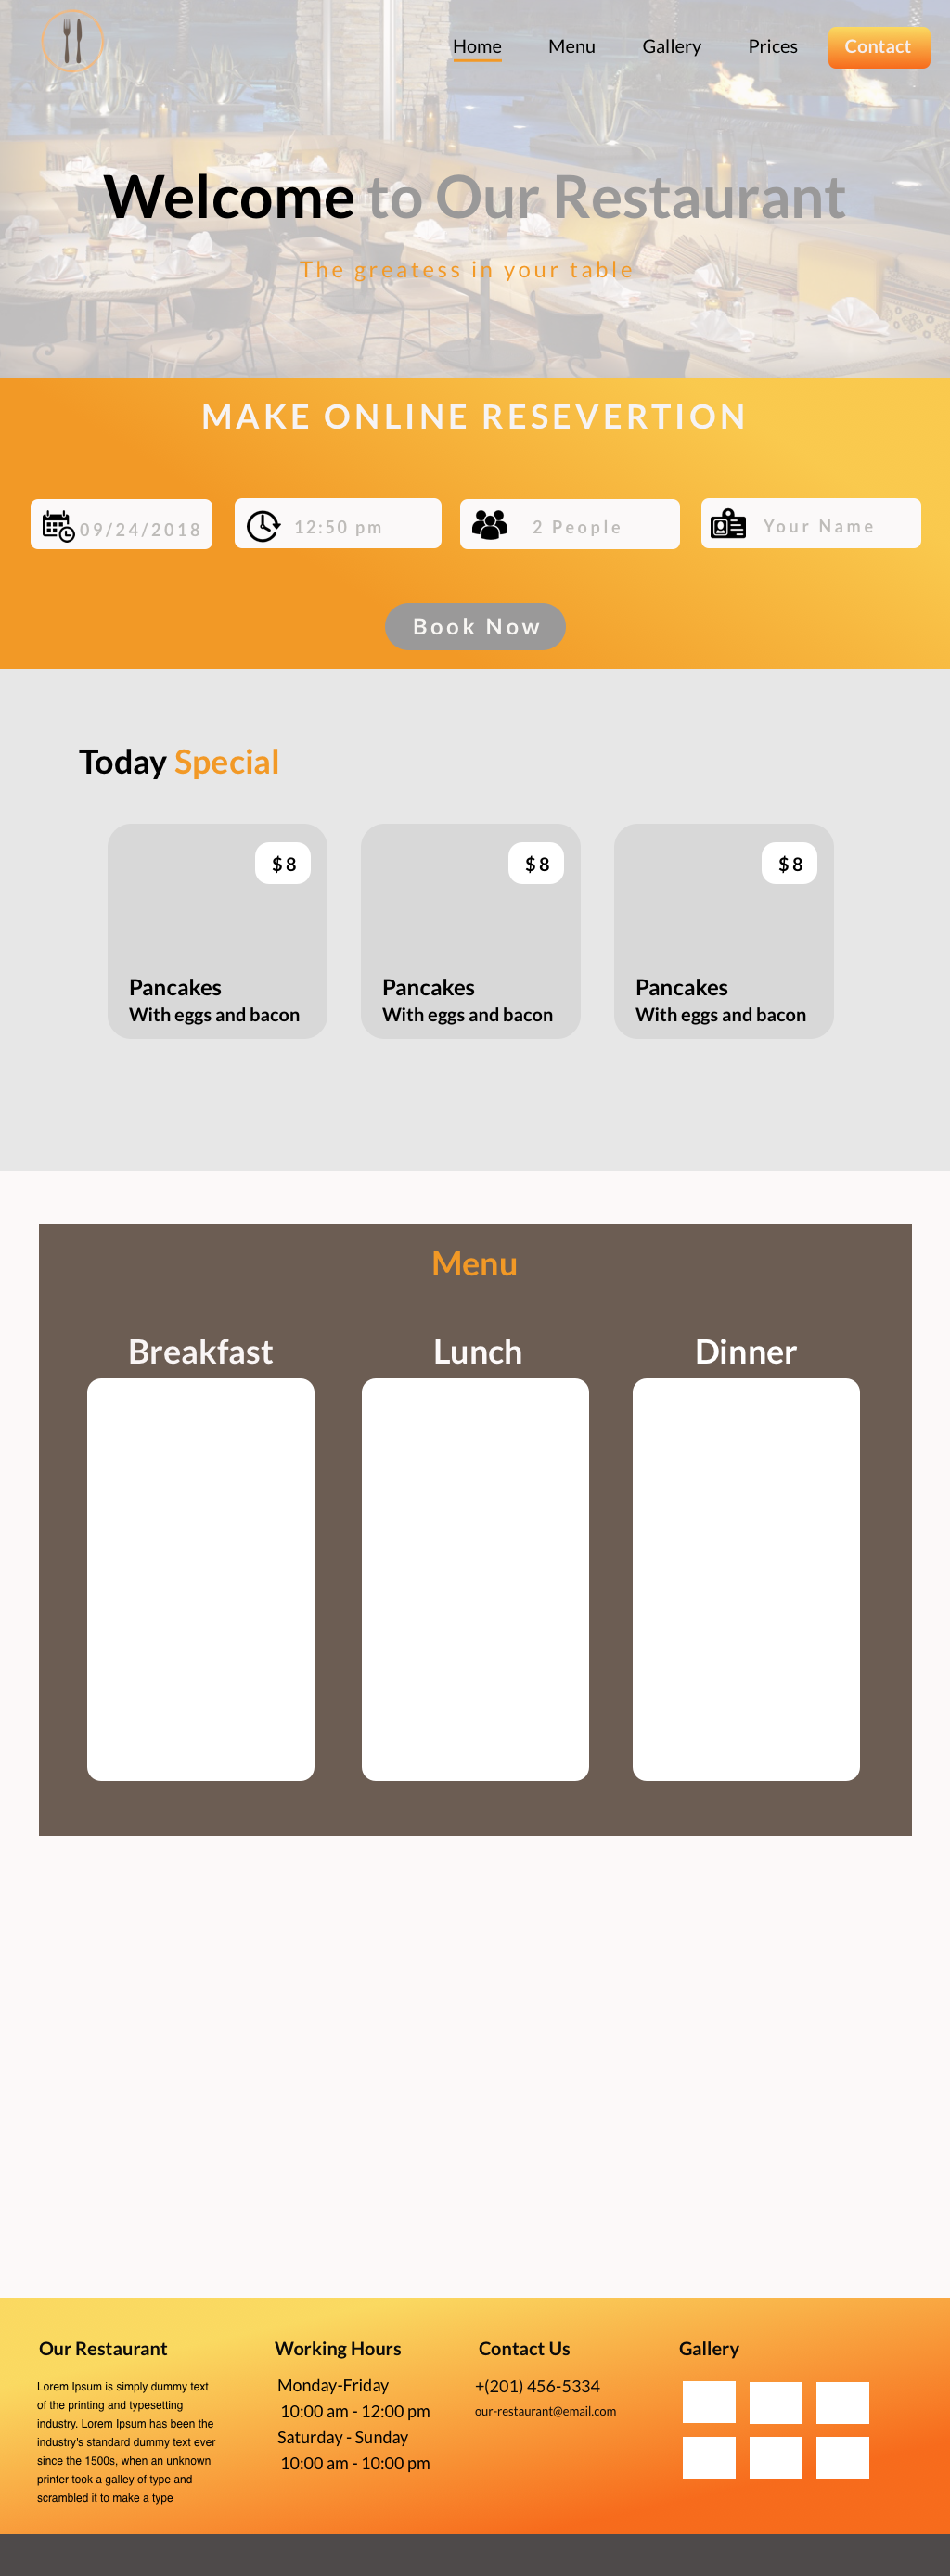 Home Menu Gallery Prices Contact
Welcome to Our Restaurant
The greatess in your table
MAKE ONLINE RESEVERTION
09/24/2018 12:50 pm 2 People Your Name
Book Now
Today Special
$8 $8 $8
Pancakes Pancakes Pancakes
With eggs and bacon With eggs and bacon With eggs and bacon
Menu
Breakfast Lunch Dinner
Our Restaurant
Lorem Ipsum is simply dummy text
of the printing and typesetting
industry. Lorem Ipsum has been the
industry's standard dummy text ever
since the 1500s, when an unknown
printer took a galley of type and
scrambled it to make a type
Working Hours
Monday-Friday
10:00 am - 12:00 pm
Saturday - Sunday
10:00 am - 10:00 pm
Contact Us
+(201) 456-5334
our-restaurant@email.com
Gallery